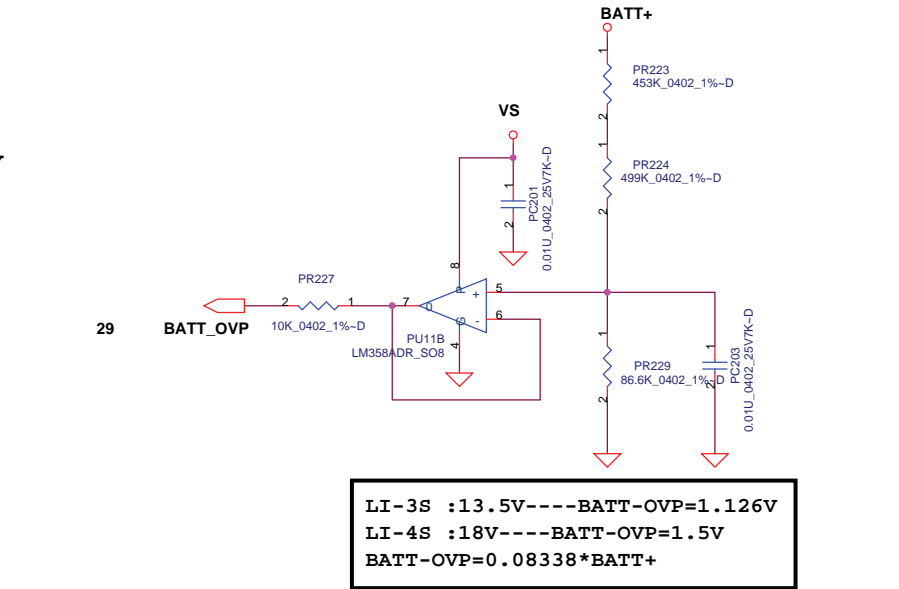 BATT+
PR223
453K_0402_1%~D
1
2
VS
1
PR224
499K_0402_1%~D
2
1
2
PC201
0.01U_0402_25V7K~D
8
P
5
+
PR227
2
1
7
O
6
-
G
29
BATT_OVP
10K_0402_1%~D
PU11B
LM358ADR_SO8
4
1
PR229
86.6K_0402_1%~D
2
1
2
PC203
0.01U_0402_25V7K~D
LI-3S :13.5V----BATT-OVP=1.126V
LI-4S :18V----BATT-OVP=1.5V
BATT-OVP=0.08338*BATT+